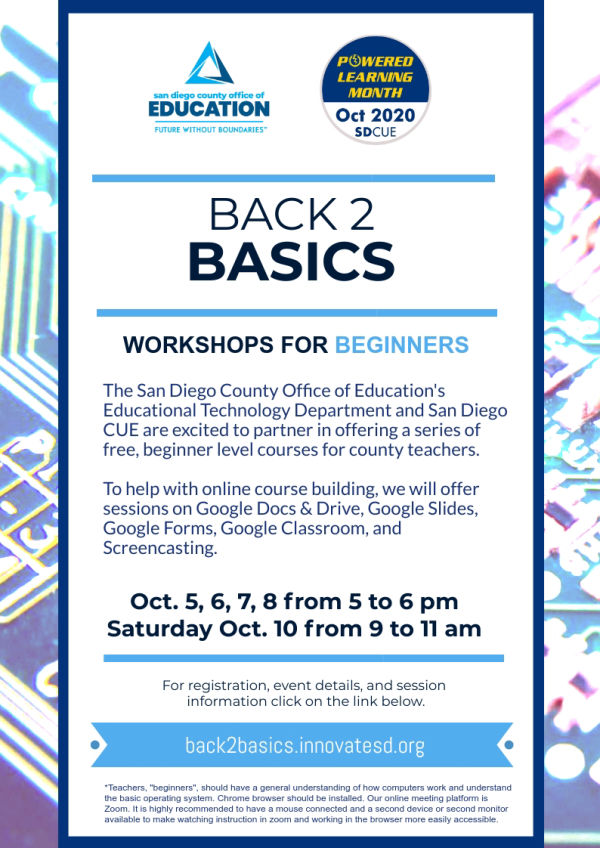 san diego county office of
EDUCATION
FUTURE WITHOUT BOUNDARIES™
POWERED
LEARNING
MONTH
Oct 2020
SDCUE
BACK 2
BASICS
WORKSHOPS FOR BEGINNERS
The San Diego County Office of Education's
Educational Technology Department and San Diego
CUE are excited to partner in offering a series of
free, beginner level courses for county teachers.
To help with online course building, we will offer
sessions on Google Docs & Drive, Google Slides,
Google Forms, Google Classroom, and
Screencasting.
Oct. 5, 6, 7, 8 from 5 to 6 pm
Saturday Oct. 10 from 9 to 11 am
For registration, event details, and session
information click on the link below.
back2basics.innovatesd.org
*Teachers, "beginners", should have a general understanding of how computers work and understand
the basic operating system. Chrome browser should be installed. Our online meeting platform is
Zoom. It is highly recommended to have a mouse connected and a second device or second monitor
available to make watching instruction in zoom and working in the browser more easily accessible.